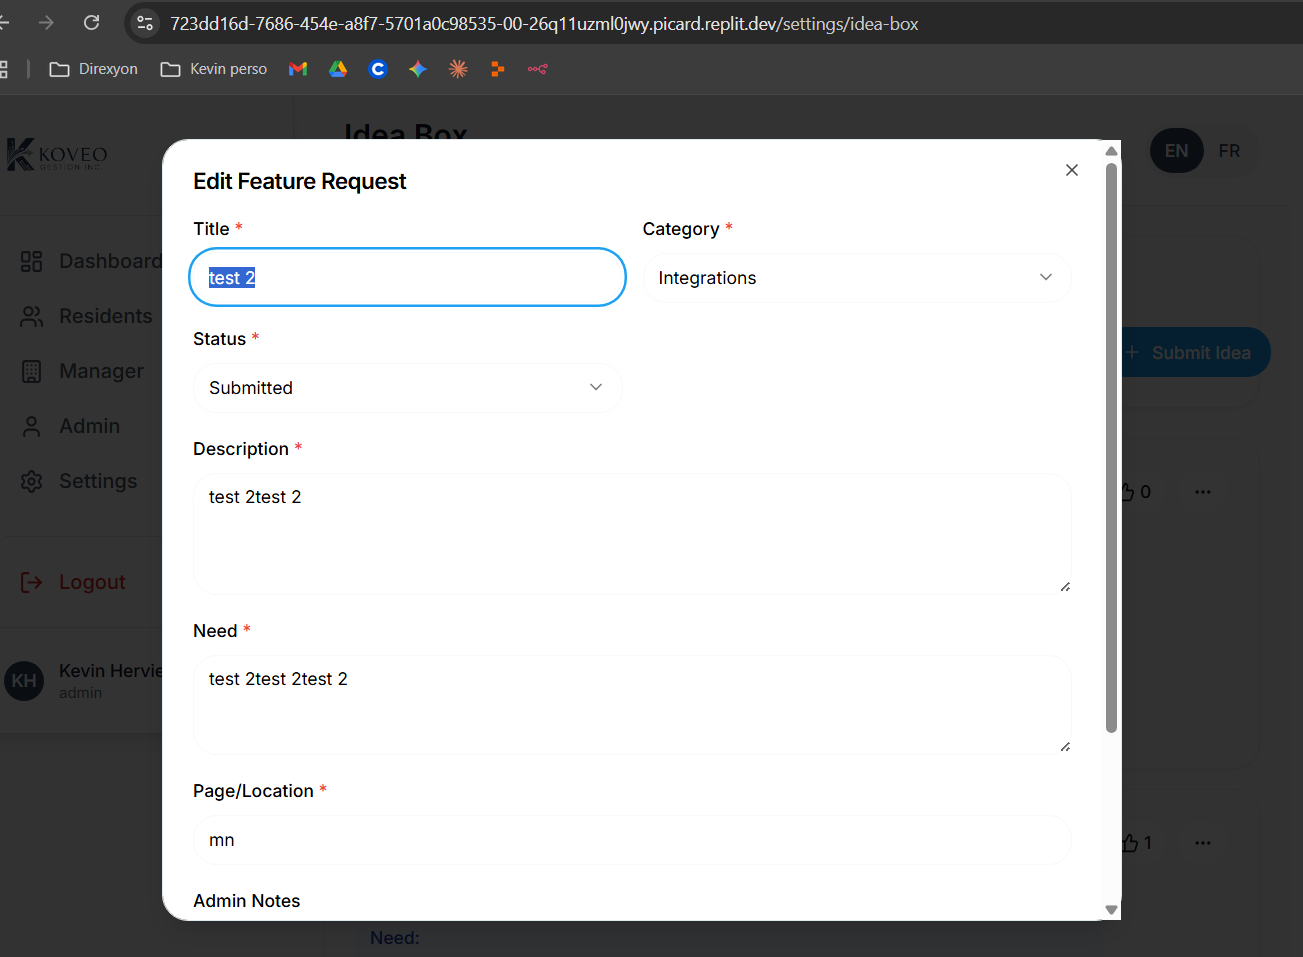 723dd16d-7686-454e-a8f7-5701a0c98535-00-26q11uzml0jwy.picard.replit.dev/settings/idea-box
Direxyon
Kevin perso
KOVEO
GESTION INC.
Idea Box
EN
FR
Dashboard
Residents
Manager
Admin
Settings
Logout
KH
Kevin Hervie
admin
Submit Idea
0
1
Edit Feature Request
Title *
Category *
test 2
Integrations
Status *
Submitted
Description *
test 2test 2
Need *
test 2test 2test 2
Page/Location *
mn
Admin Notes
Need: